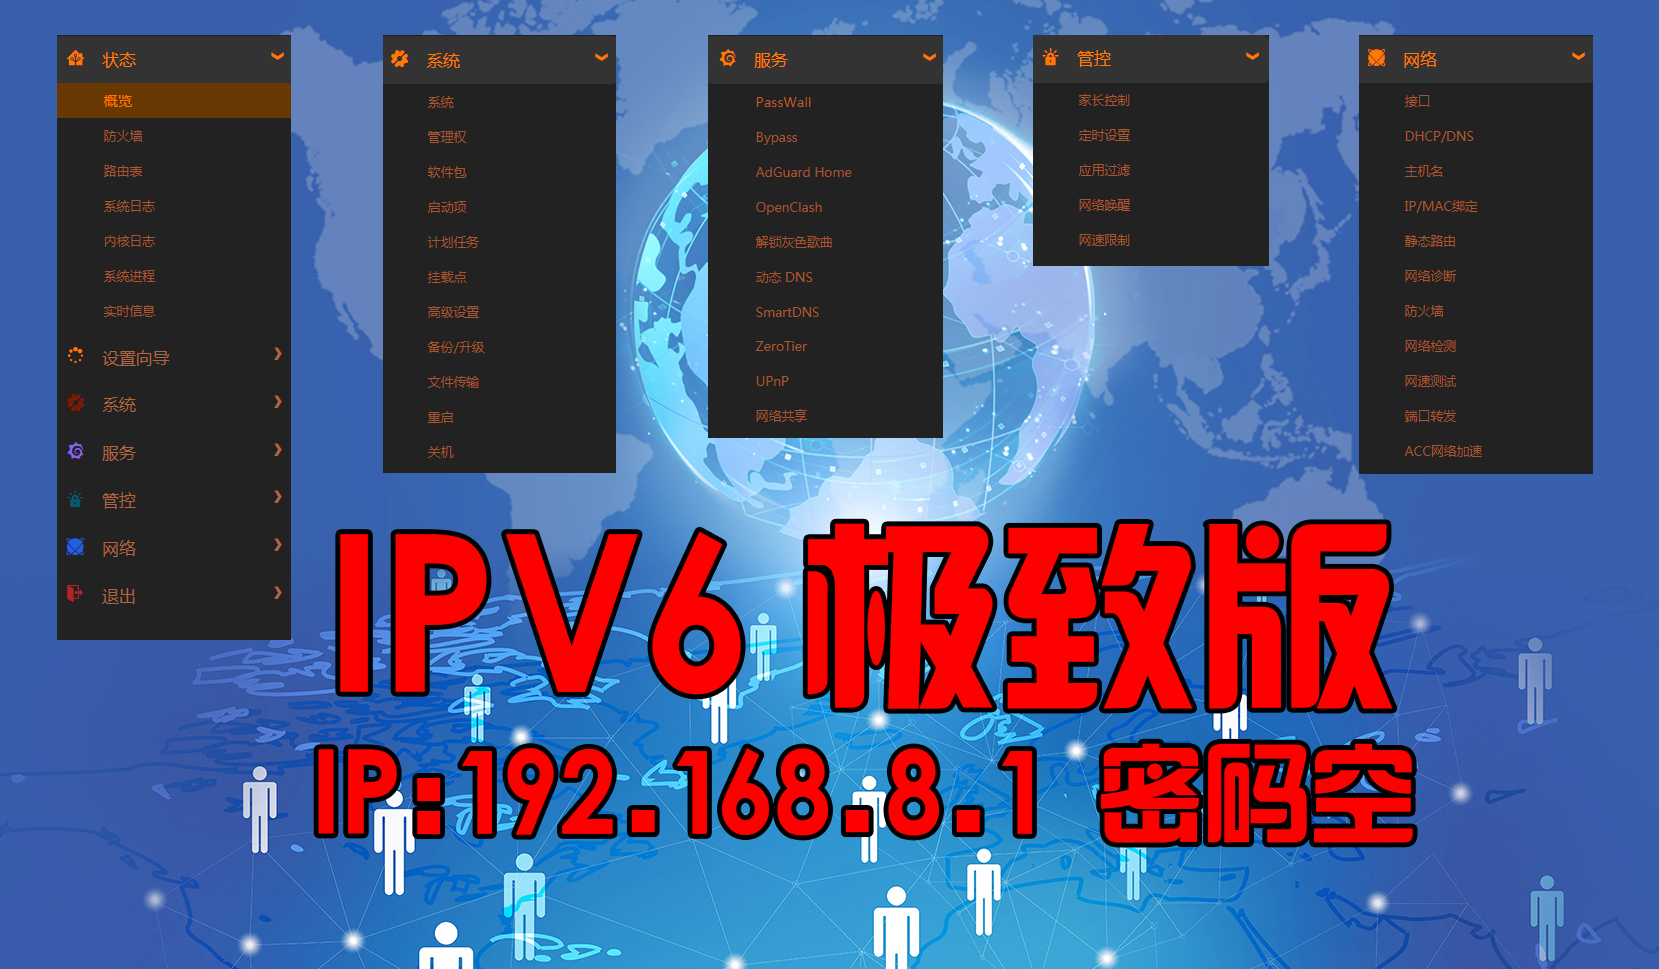 状态
概览
防火墙
路由表
系统日志
内核日志
系统进程
实时信息
设置向导
系统
服务
管控
网络
退出
系统
系统
管理权
软件包
启动项
计划任务
挂载点
高级设置
备份/升级
文件传输
重启
关机
服务
PassWall
Bypass
AdGuard Home
OpenClash
解锁灰色歌曲
动态 DNS
SmartDNS
ZeroTier
UPnP
网络共享
管控
家长控制
定时设置
应用过滤
网络唤醒
网速限制
网络
接口
DHCP/DNS
主机名
IP/MAC绑定
静态路由
网络诊断
防火墙
网络检测
网速测试
端口转发
ACC网络加速
IPV6 极致版
IP:192.168.8.1 密码空